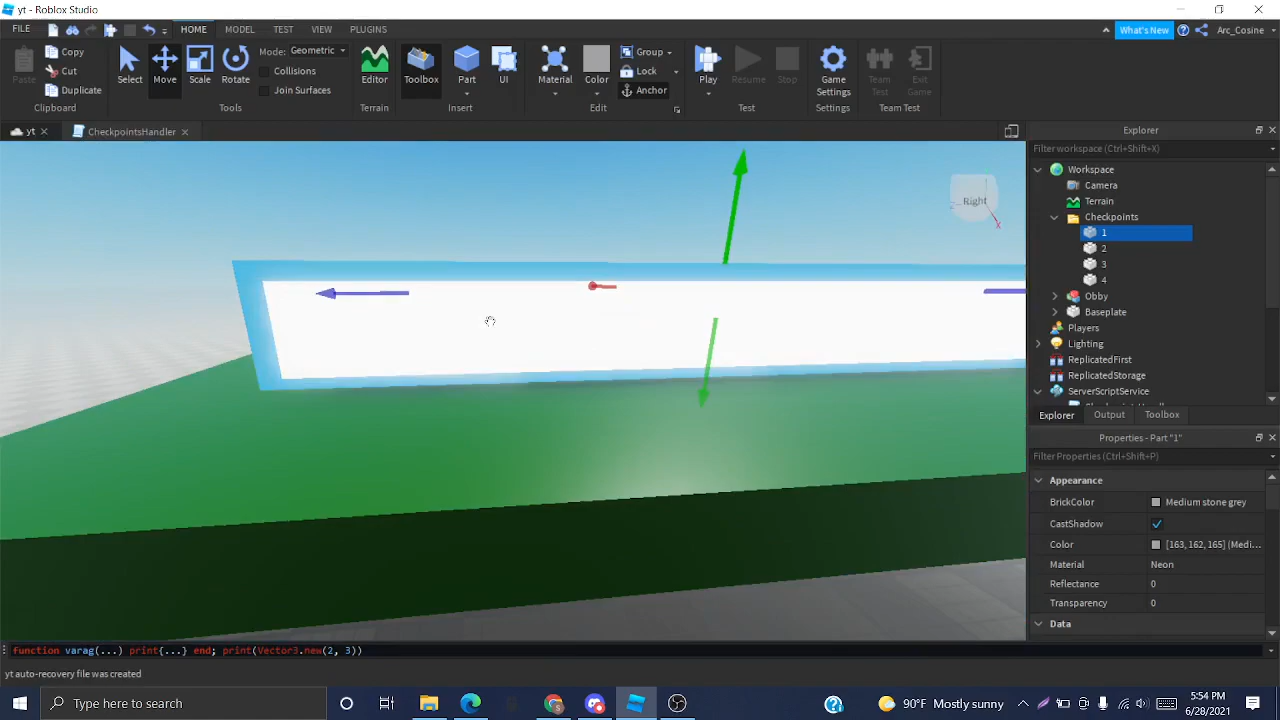 yt - Roblox Studio
FILE HOME MODEL TEST VIEW PLUGINS What's New Arc_Cosine
Paste Copy Cut Duplicate Clipboard
Select Move Scale Rotate Mode: Geometric Collisions Join Surfaces Tools
Editor Terrain
Toolbox Part UI Insert
Material Color Group Lock Anchor Edit
Play Resume Stop Test
Game Settings Settings
Team Test Exit Game Team Test
yt CheckpointsHandler
Right
X
Explorer
Filter workspace (Ctrl+Shift+X)
Workspace
Camera
Terrain
Checkpoints
1
2
3
4
Obby
Baseplate
Players
Lighting
ReplicatedFirst
ReplicatedStorage
ServerScriptService
Explorer Output Toolbox
Properties - Part "1"
Filter Properties (Ctrl+Shift+P)
Appearance
BrickColor Medium stone grey
CastShadow
Color [163, 162, 165] (Medi...
Material Neon
Reflectance 0
Transparency 0
Data
function varag(...) print{...} end; print(Vector3.new(2, 3))
yt auto-recovery file was created
Type here to search
90°F Mostly sunny
5:54 PM
6/28/2021